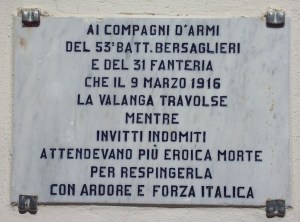 AI COMPAGNI D'ARMI
DEL 53° BATT. BERSAGLIERI
E DEL 31 FANTERIA
CHE IL 9 MARZO 1916
LA VALANGA TRAVOLSE
MENTRE
INVITTI INDOMITI
ATTENDEVANO PIÙ EROICA MORTE
PER RESPINGERLA
CON ARDORE E FORZA ITALICA